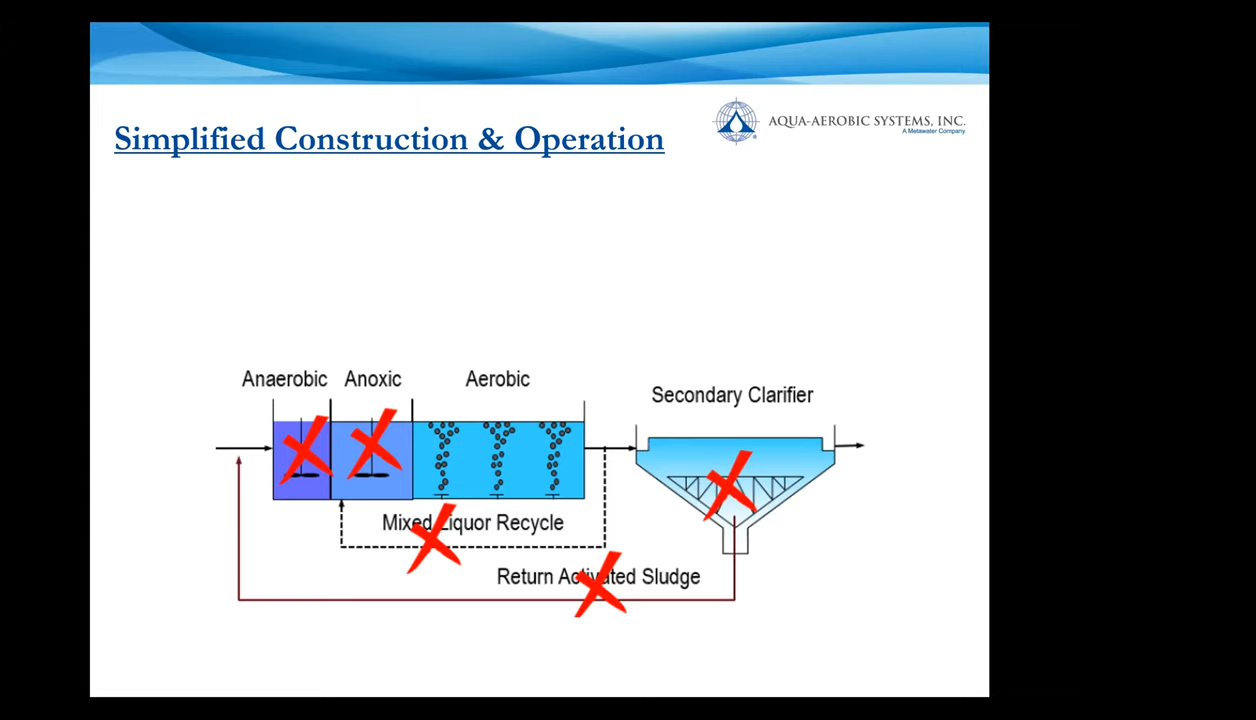 AQUA-AEROBIC SYSTEMS, INC.
A Metawater Company
Simplified Construction & Operation
Anaerobic
Anoxic
Aerobic
Secondary Clarifier
Mixed Liquor Recycle
Return Activated Sludge